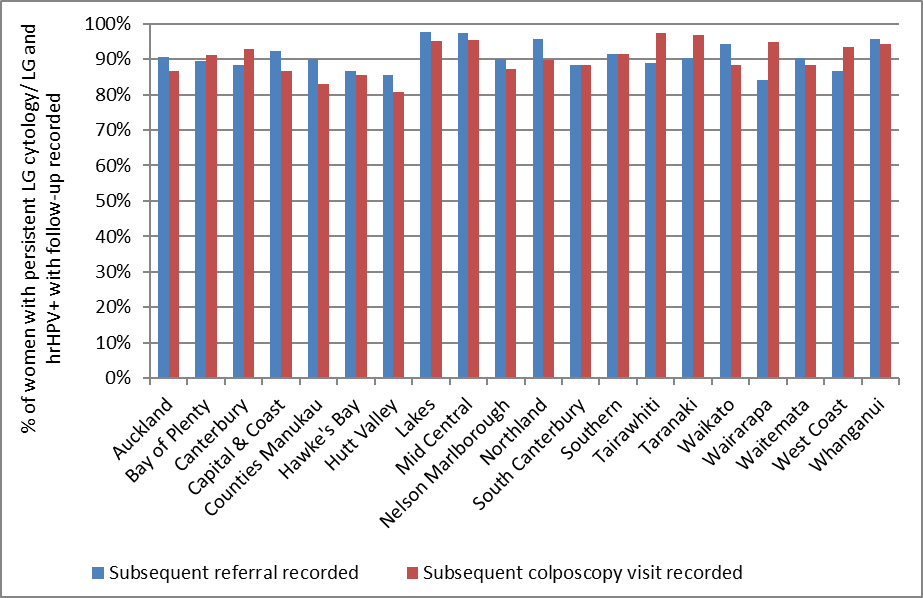 % of women with persistent LG cytology/ LG and
hrHPV+ with follow-up recorded
100%
90%
80%
70%
60%
50%
40%
30%
20%
10%
0%
Auckland
Bay of Plenty
Canterbury
Capital & Coast
Counties Manukau
Hawke's Bay
Hutt Valley
Lakes
Mid Central
Nelson Marlborough
Northland
South Canterbury
Southern
Tairawhiti
Taranaki
Waikato
Wairarapa
Waitemata
West Coast
Whanganui
Subsequent referral recorded
Subsequent colposcopy visit recorded